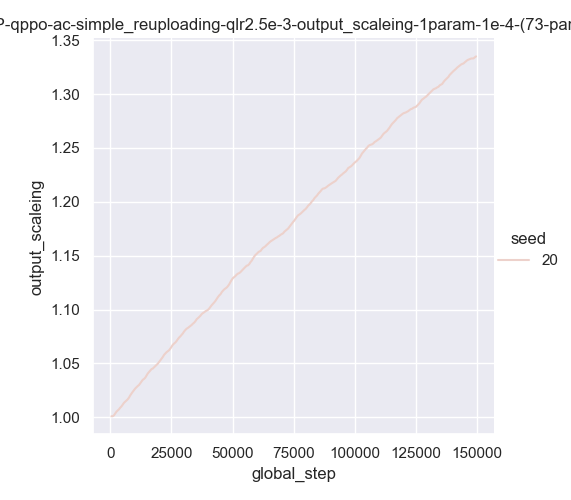 P-qppo-ac-simple_reuploading-qlr2.5e-3-output_scaleing-1param-1e-4-(73-par
1.35
1.30
1.25
1.20
1.15
1.10
1.05
1.00
output_scaleing
0 25000 50000 75000 100000 125000 150000
global_step
seed
20